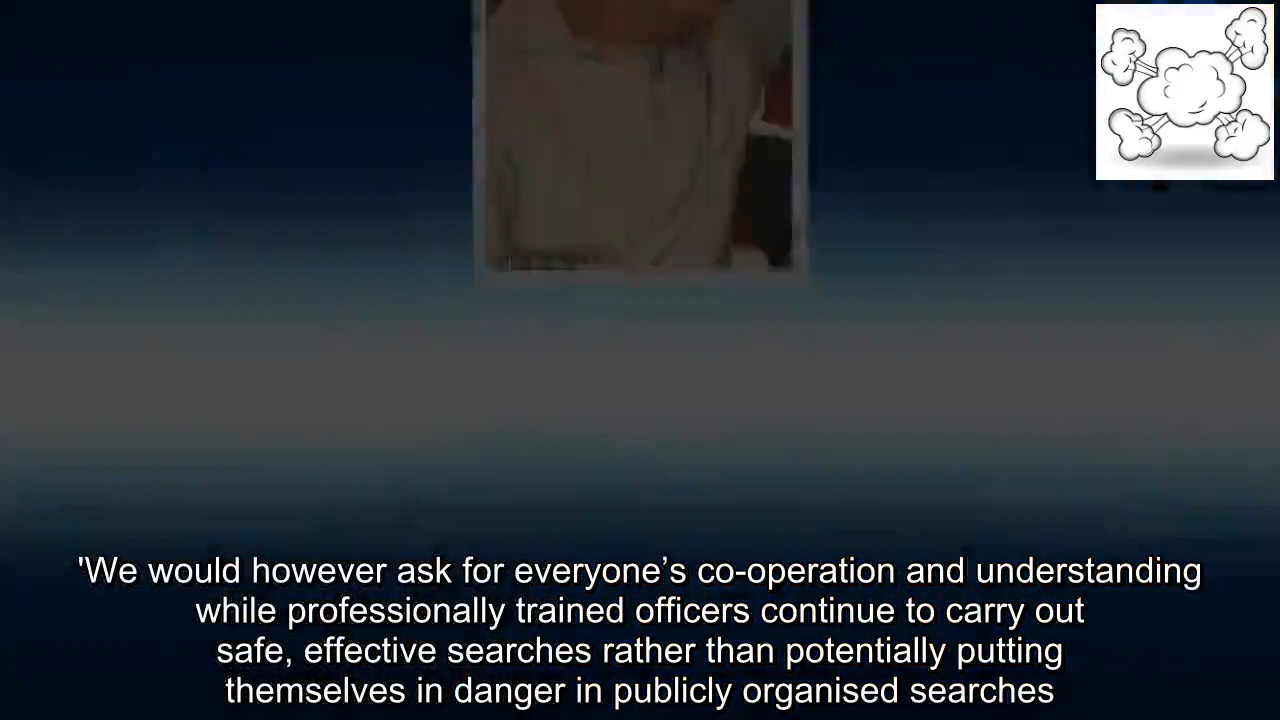 'We would however ask for everyone’s co-operation and understanding
while professionally trained officers continue to carry out
safe, effective searches rather than potentially putting
themselves in danger in publicly organised searches